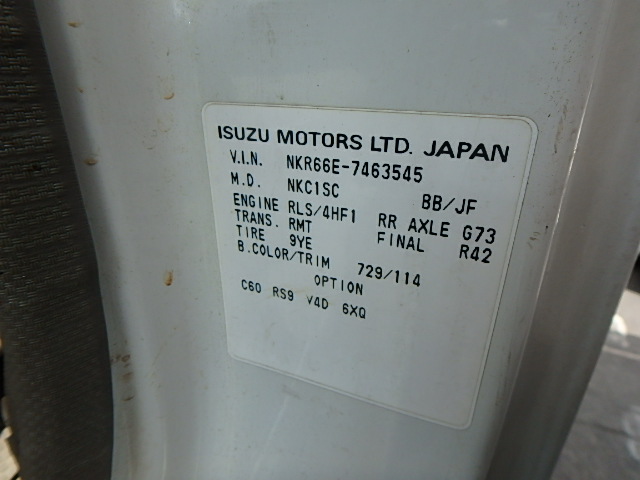 ISUZU MOTORS LTD. JAPAN
V.I.N. NKR66E-7463545
M.D. NKC1SC BB/JF
ENGINE RLS/4HF1 RR AXLE G73
TRANS. RMT FINAL R42
TIRE 9YE
B.COLOR/TRIM 729/114
OPTION
C60 RS9 V4D 6XQ